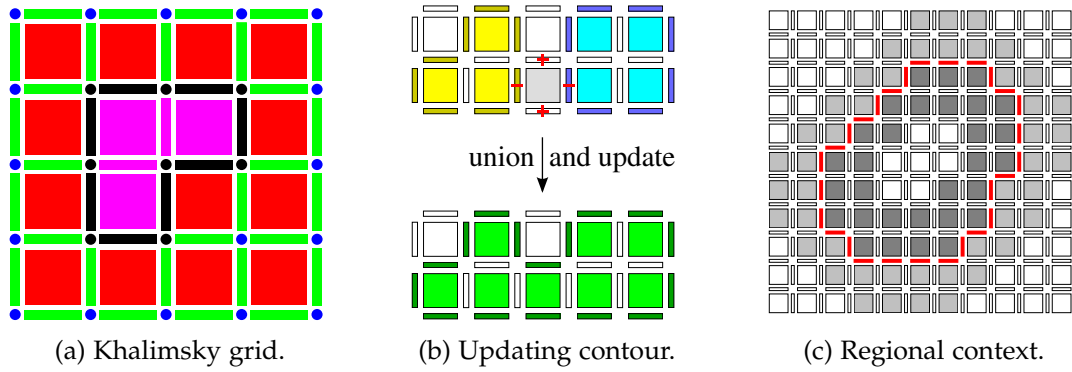 union and update
(a) Khalimsky grid.
(b) Updating contour.
(c) Regional context.